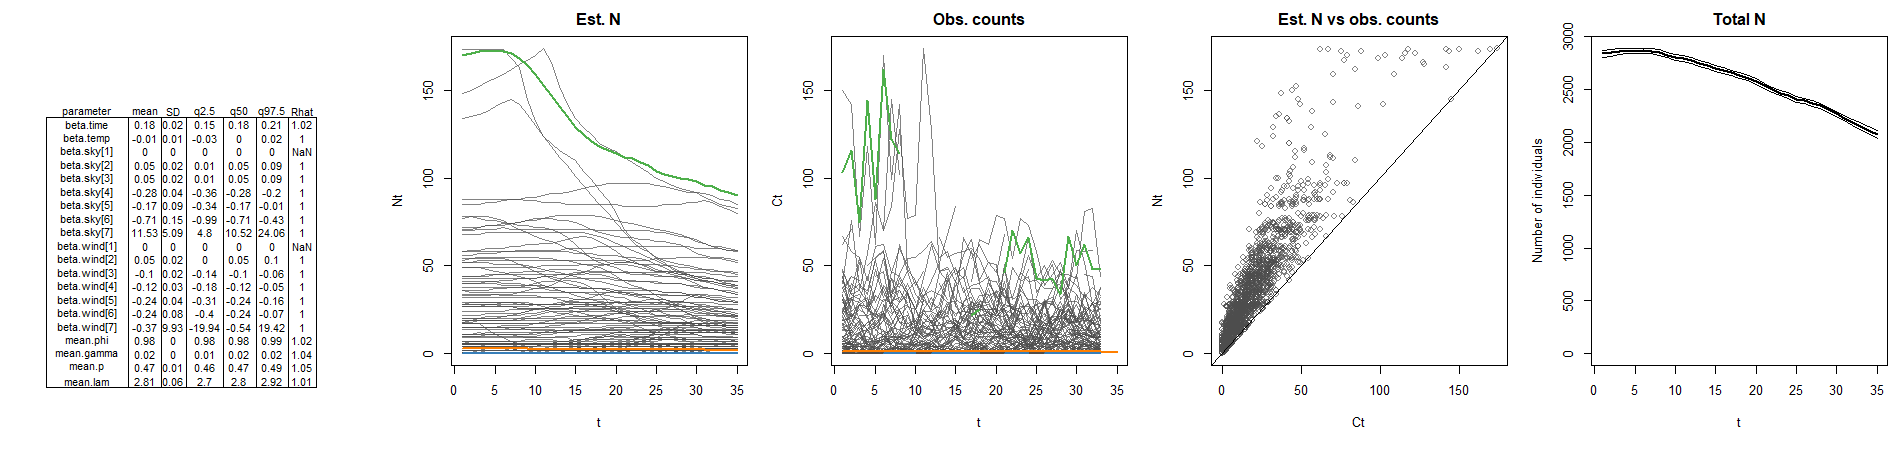 parameter mean SD q2.5 q50 q97.5 Rhat
beta.time 0.18 0.02 0.15 0.18 0.21 1.02
beta.temp -0.01 0.01 -0.03 0 0.02 1
beta.sky[1] 0 0 0 0 0 NaN
beta.sky[2] 0.05 0.02 0.01 0.05 0.09 1
beta.sky[3] 0.05 0.02 0.01 0.05 0.09 1
beta.sky[4] -0.28 0.04 -0.36 -0.28 -0.2 1
beta.sky[5] -0.17 0.09 -0.34 -0.17 -0.01 1
beta.sky[6] -0.71 0.15 -0.99 -0.71 -0.43 1
beta.sky[7] 11.53 5.09 4.8 10.52 24.06 1
beta.wind[1] 0 0 0 0 0 NaN
beta.wind[2] 0.05 0.02 0 0.05 0.1 1
beta.wind[3] -0.1 0.02 -0.14 -0.1 -0.06 1
beta.wind[4] -0.12 0.03 -0.18 -0.12 -0.05 1
beta.wind[5] -0.24 0.04 -0.31 -0.24 -0.16 1
beta.wind[6] -0.24 0.08 -0.4 -0.24 -0.07 1
beta.wind[7] -0.37 9.93 -19.94 -0.54 19.42 1
mean.phi 0.98 0 0.98 0.98 0.99 1.02
mean.gamma 0.02 0 0.01 0.02 0.02 1.04
mean.p 0.47 0.01 0.46 0.47 0.49 1.05
mean.lam 2.81 0.06 2.7 2.8 2.92 1.01
Est. N
Nt
150
100
50
0
0 5 10 15 20 25 30 35
t
Obs. counts
Ct
150
100
50
0
0 5 10 15 20 25 30 35
t
Est. N vs obs. counts
Nt
150
100
50
0
0 50 100 150
Ct
Total N
Number of individuals
3000
2500
2000
1500
1000
500
0
0 5 10 15 20 25 30 35
t